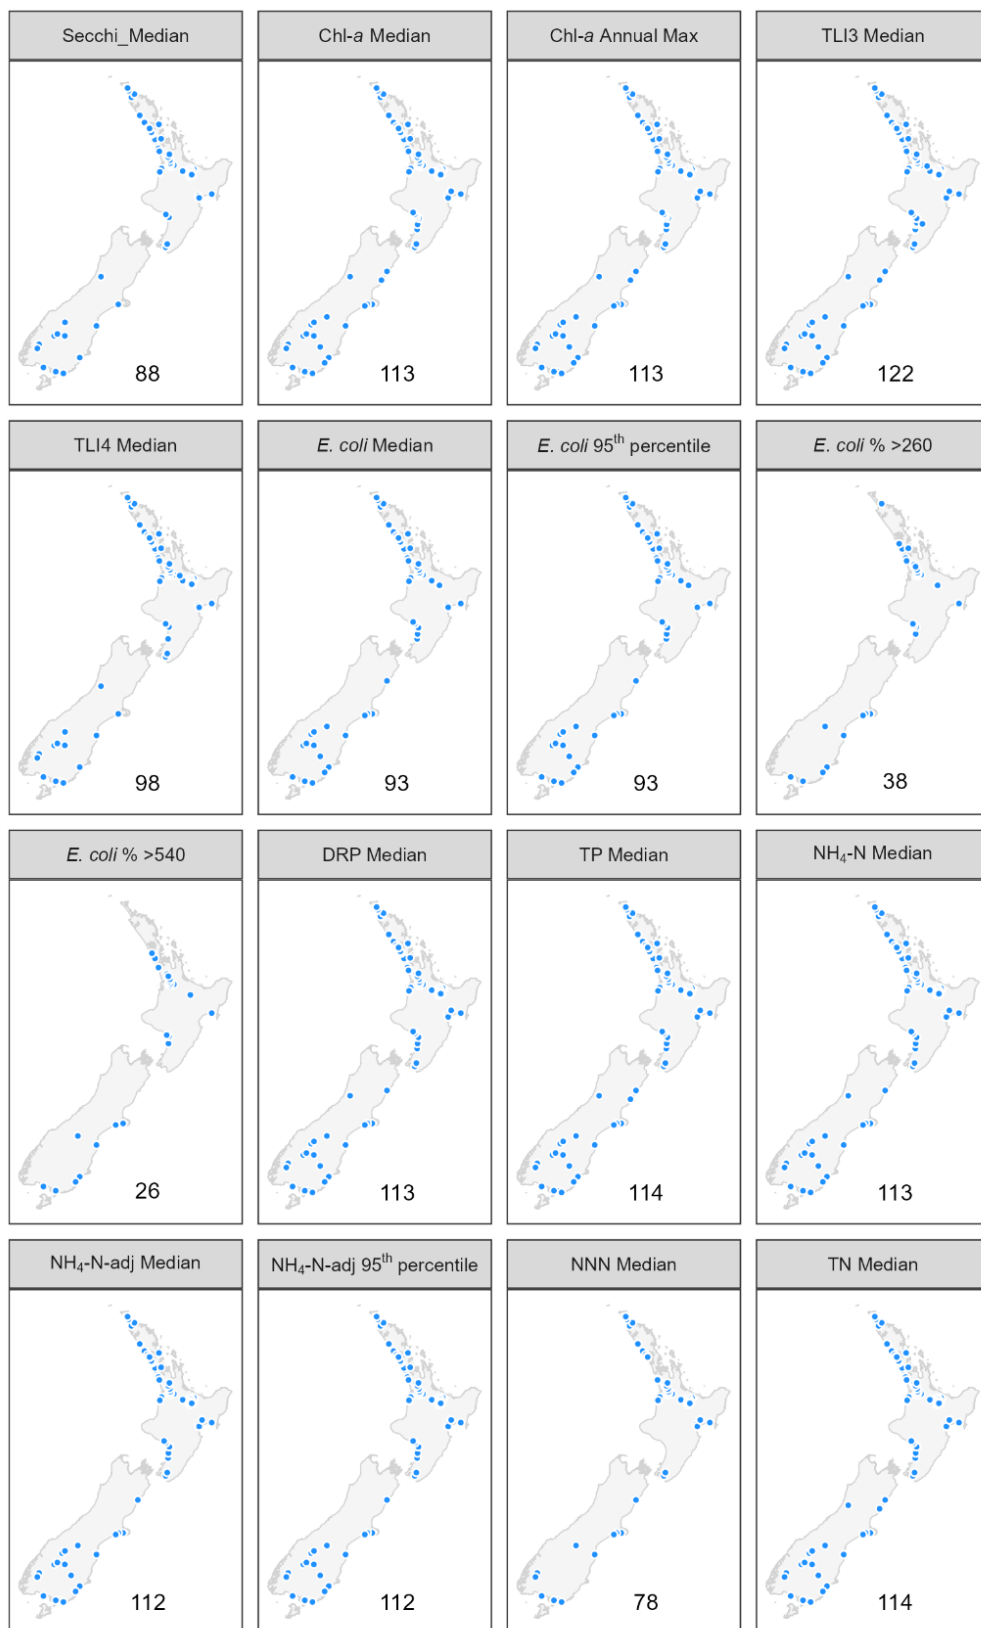 Secchi_Median
Chl-a Median
Chl-a Annual Max
TLI3 Median
88
113
113
122
TLI4 Median
E. coli Median
E. coli 95th percentile
E. coli % >260
98
93
93
38
E. coli % >540
DRP Median
TP Median
NH₄-N Median
26
113
114
113
NH₄-N-adj Median
NH₄-N-adj 95th percentile
NNN Median
TN Median
112
112
78
114